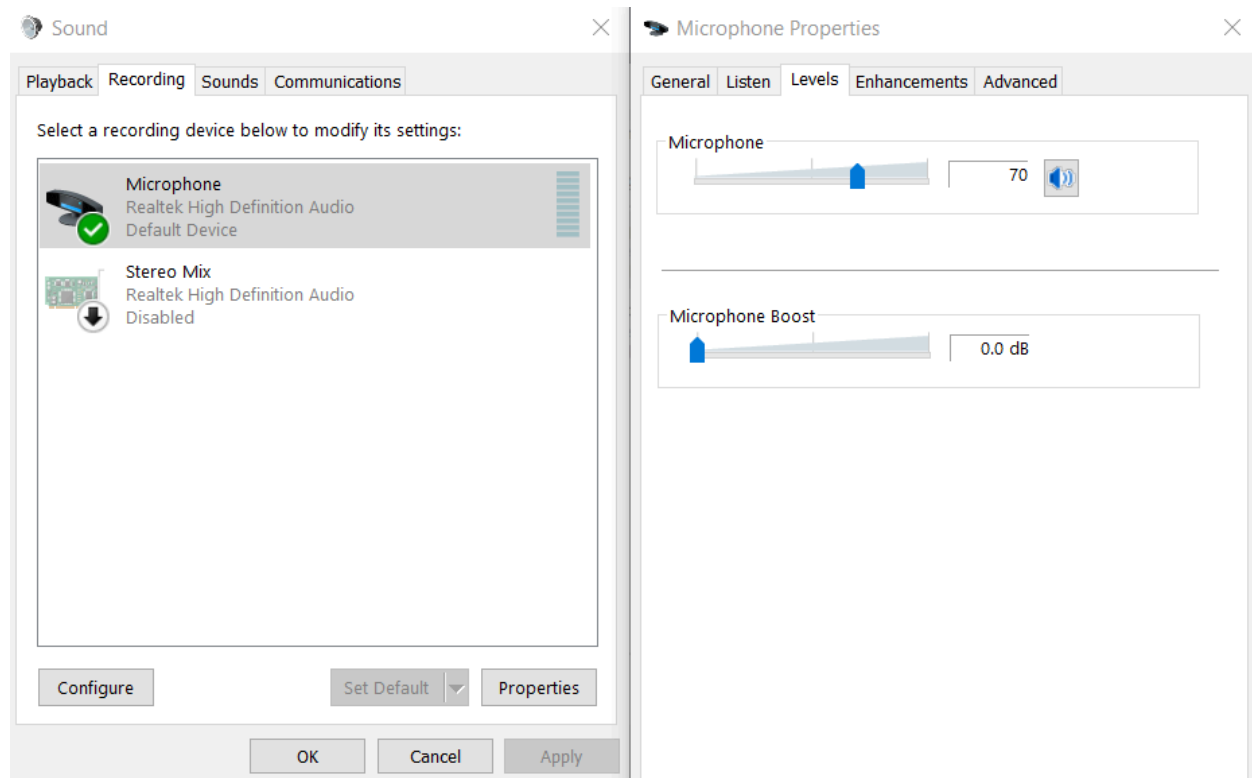 Sound
Playback Recording Sounds Communications
Select a recording device below to modify its settings:
Microphone
Realtek High Definition Audio
Default Device
Stereo Mix
Realtek High Definition Audio
Disabled
Configure
Set Default
Properties
OK
Cancel
Apply
Microphone Properties
General Listen Levels Enhancements Advanced
Microphone
70
Microphone Boost
0.0 dB